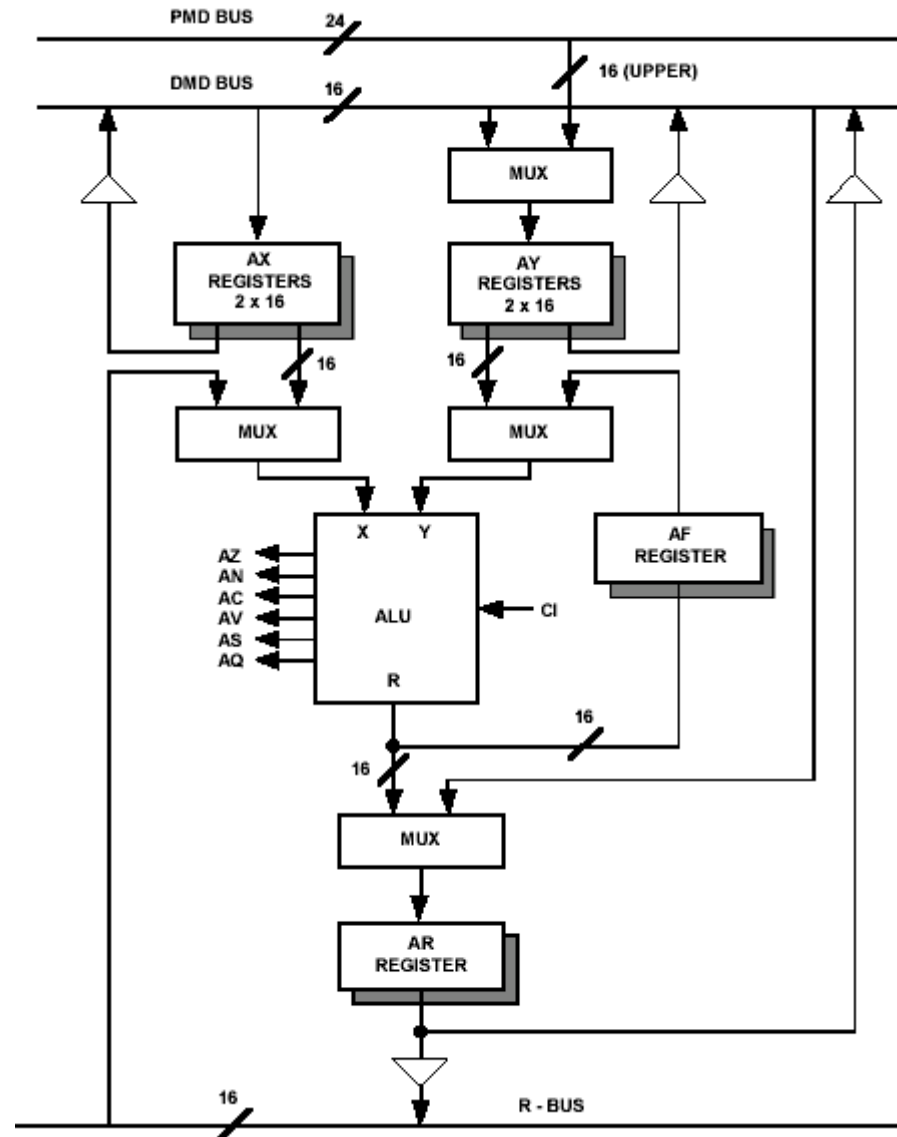 PMD BUS
24
16 (UPPER)
DMD BUS
16
MUX
AX
REGISTERS
2 x 16
AY
REGISTERS
2 x 16
16
16
MUX
MUX
X
Y
AF
REGISTER
AZ
AN
AC
AV
AS
AQ
ALU
CI
R
16
16
MUX
AR
REGISTER
16
R - BUS